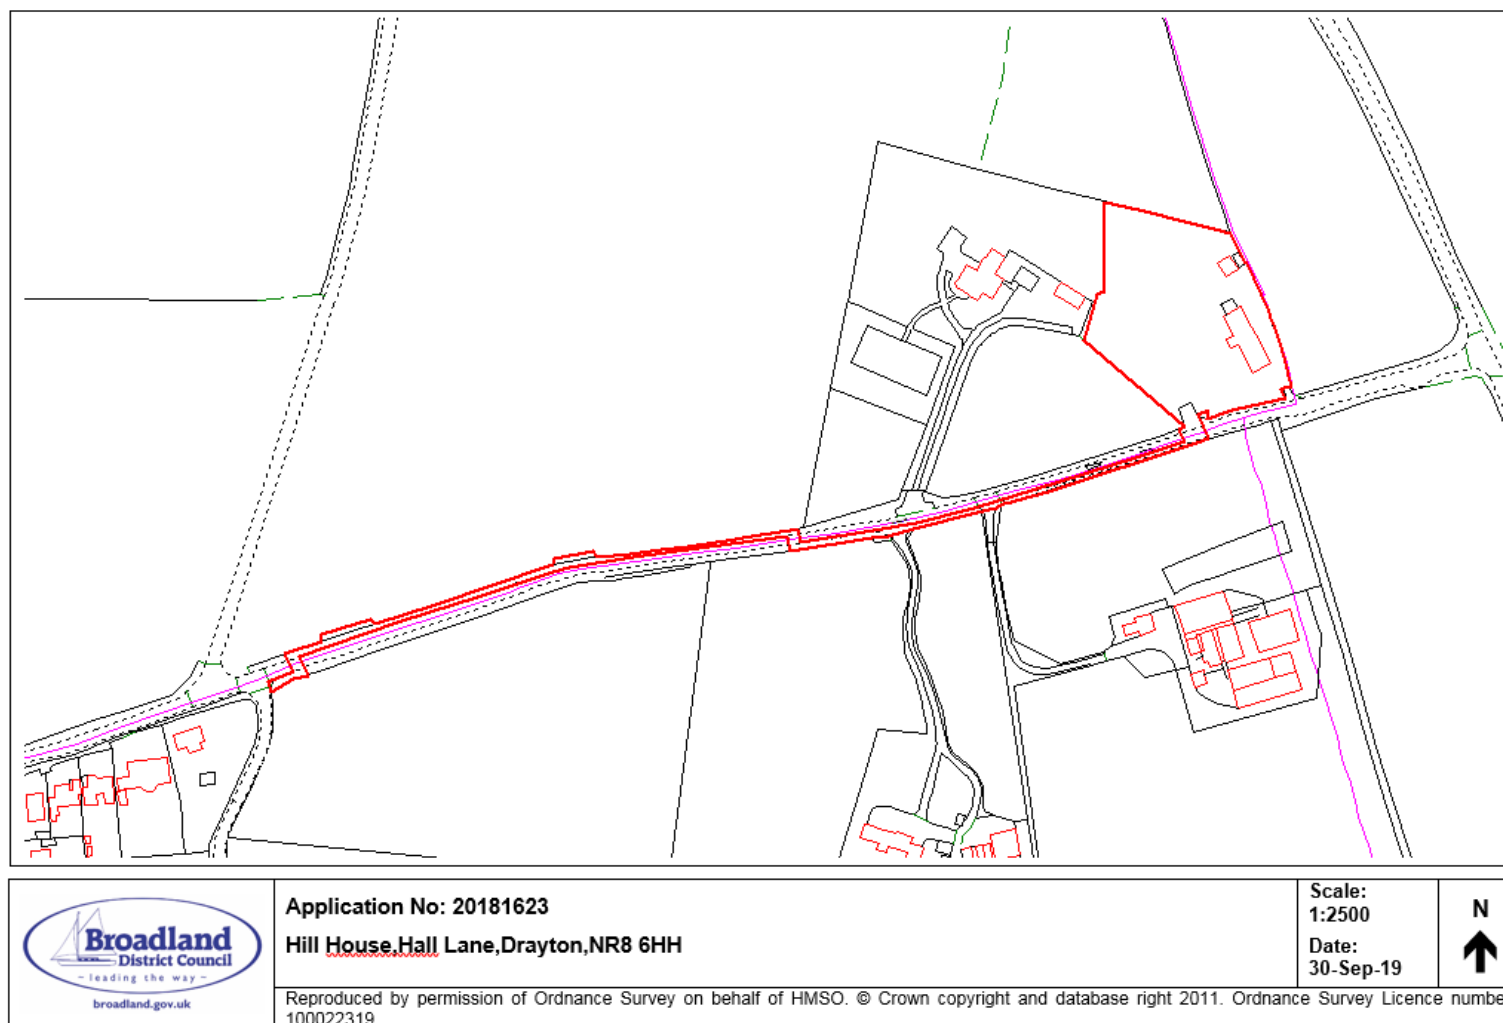 Broadland
District Council
- leading the way -
broadland.gov.uk
Application No: 20181623
Hill House,Hall Lane,Drayton,NR8 6HH
Scale:
1:2500
Date:
30-Sep-19
N
Reproduced by permission of Ordnance Survey on behalf of HMSO. © Crown copyright and database right 2011. Ordnance Survey Licence numbe
100022319